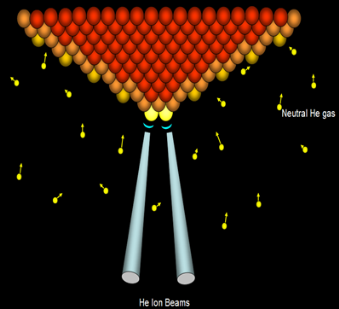 Neutral He gas
He Ion Beams